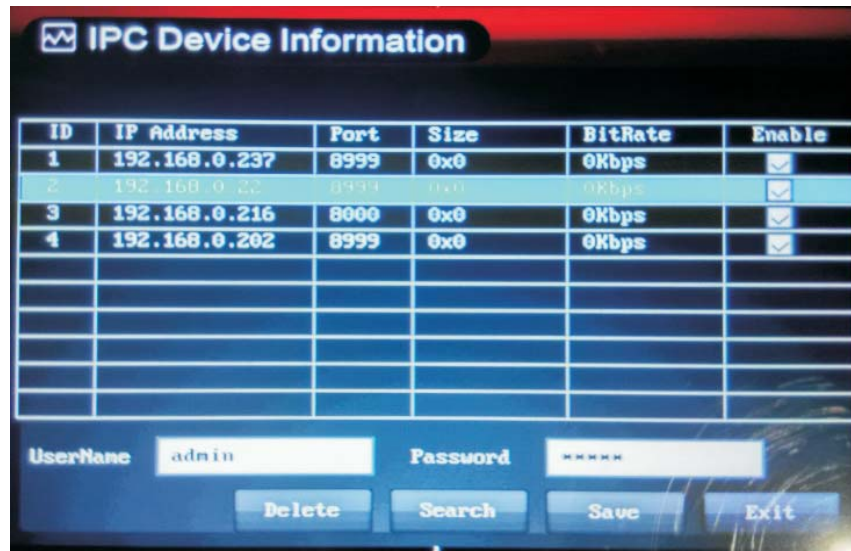 IPC Device Information
ID IP Address Port Size BitRate Enable
1 192.168.0.237 8999 0x0 0Kbps
2 192.168.0.22 8999 0x0 0Kbps
3 192.168.0.216 8000 0x0 0Kbps
4 192.168.0.202 8999 0x0 0Kbps
UserName admin Password *****
Delete Search Save Exit